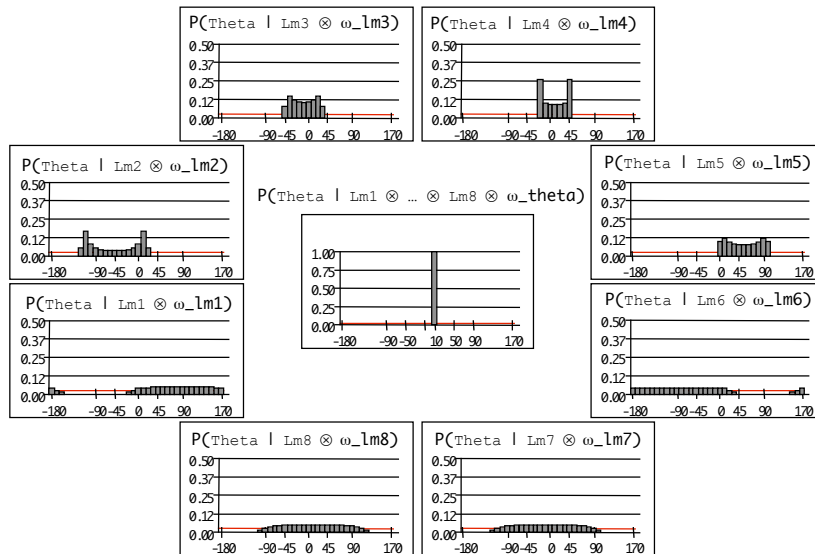 P(Theta | Lm3 ⊗ ω_lm3)
0.50
0.37
0.25
0.12
0.00
-180 -90 -45 0 45 90 170
P(Theta | Lm4 ⊗ ω_lm4)
0.50
0.37
0.25
0.12
0.00
-180 -90 -45 0 45 90 170
P(Theta | Lm2 ⊗ ω_lm2)
0.50
0.37
0.25
0.12
0.00
-180 -90 -45 0 45 90 170
P(Theta | Lm1 ⊗ … ⊗ Lm8 ⊗ ω_theta)
1.00
0.75
0.50
0.25
0.00
-180 -90 -50 10 50 90 170
P(Theta | Lm5 ⊗ ω_lm5)
0.50
0.37
0.25
0.12
0.00
-180 -90 -45 0 45 90 170
P(Theta | Lm1 ⊗ ω_lm1)
0.50
0.37
0.25
0.12
0.00
-180 -90 -45 0 45 90 170
P(Theta | Lm6 ⊗ ω_lm6)
0.50
0.37
0.25
0.12
0.00
-180 -90 -45 0 45 90 170
P(Theta | Lm8 ⊗ ω_lm8)
0.50
0.37
0.25
0.12
0.00
-180 -90 -45 0 45 90 170
P(Theta | Lm7 ⊗ ω_lm7)
0.50
0.37
0.25
0.12
0.00
-180 -90 -45 0 45 90 170